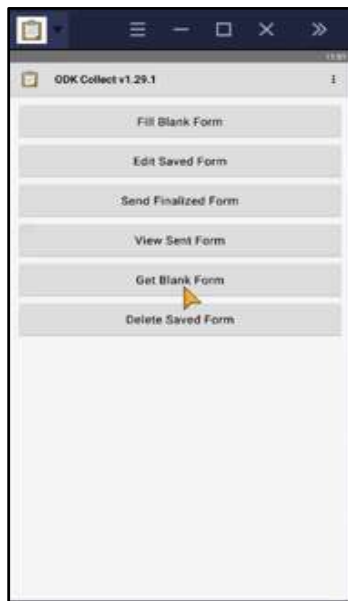 ODK Collect v1.29.1
Fill Blank Form
Edit Saved Form
Send Finalized Form
View Sent Form
Get Blank Form
Delete Saved Form